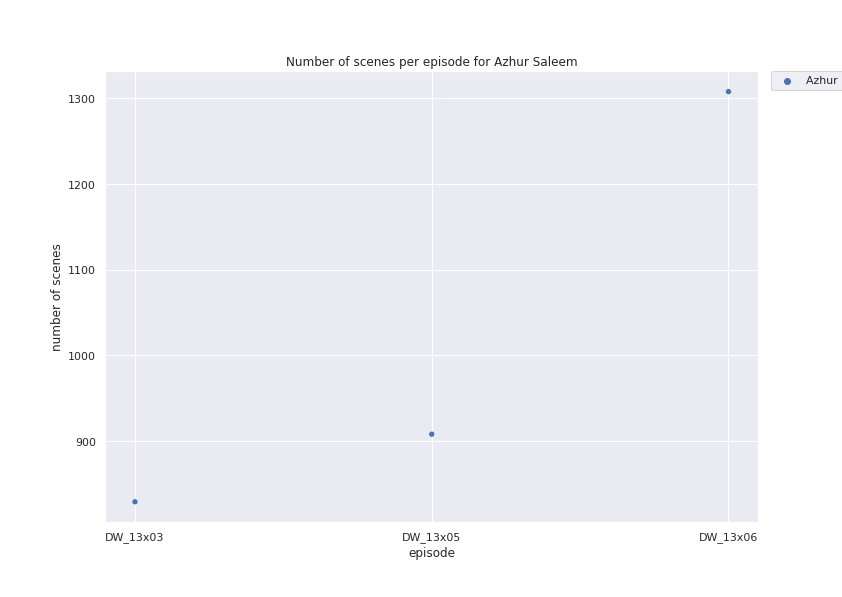 Number of scenes per episode for Azhur Saleem
Azhur
1300
1200
1100
1000
900
number of scenes
DW_13x03
DW_13x05
DW_13x06
episode